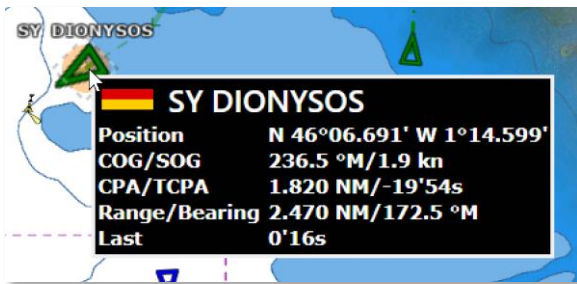 SY DIONYSOS
SY DIONYSOS
Position N 46°06.691' W 1°14.599'
COG/SOG 236.5 °M/1.9 kn
CPA/TCPA 1.820 NM/-19'54s
Range/Bearing 2.470 NM/172.5 °M
Last 0'16s